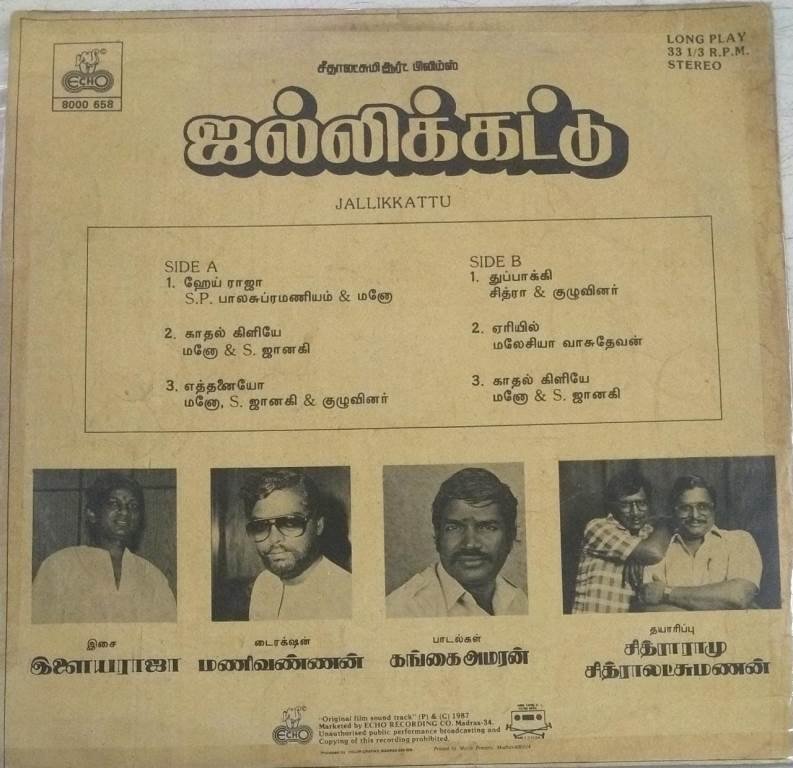 ECHO
8000 658
சீதாலட்சுமி ஆர்ட் பிலிம்ஸ்
LONG PLAY
33 1/3 R.P.M.
STEREO
ஜல்லிக்கட்டு
JALLIKKATTU
SIDE A
1. ஹேய் ராஜா
S.P. பாலசுப்ரமணியம் & மனோ
2. காதல் கிளியே
மனோ & S. ஜானகி
3. எத்தனையோ
மனோ, S. ஜானகி & குழுவினர்
SIDE B
1. துப்பாக்கி
சித்ரா & குழுவினர்
2. ஏரியில்
மலேசியா வாசுதேவன்
3. காதல் கிளியே
மனோ & S. ஜானகி
இசை
இளையராஜா
டைரக்ஷன்
மணிவண்ணன்
பாடல்கள்
கங்கை அமரன்
தயாரிப்பு
சித்ராராமு
சித்ராலட்சுமணன்
ECHO
"Original film sound track" (P) & (C) 1987
Marketed by ECHO RECORDING CO. Madras-34.
Unauthorised public performance broadcasting and
Copying of this recording prohibited.